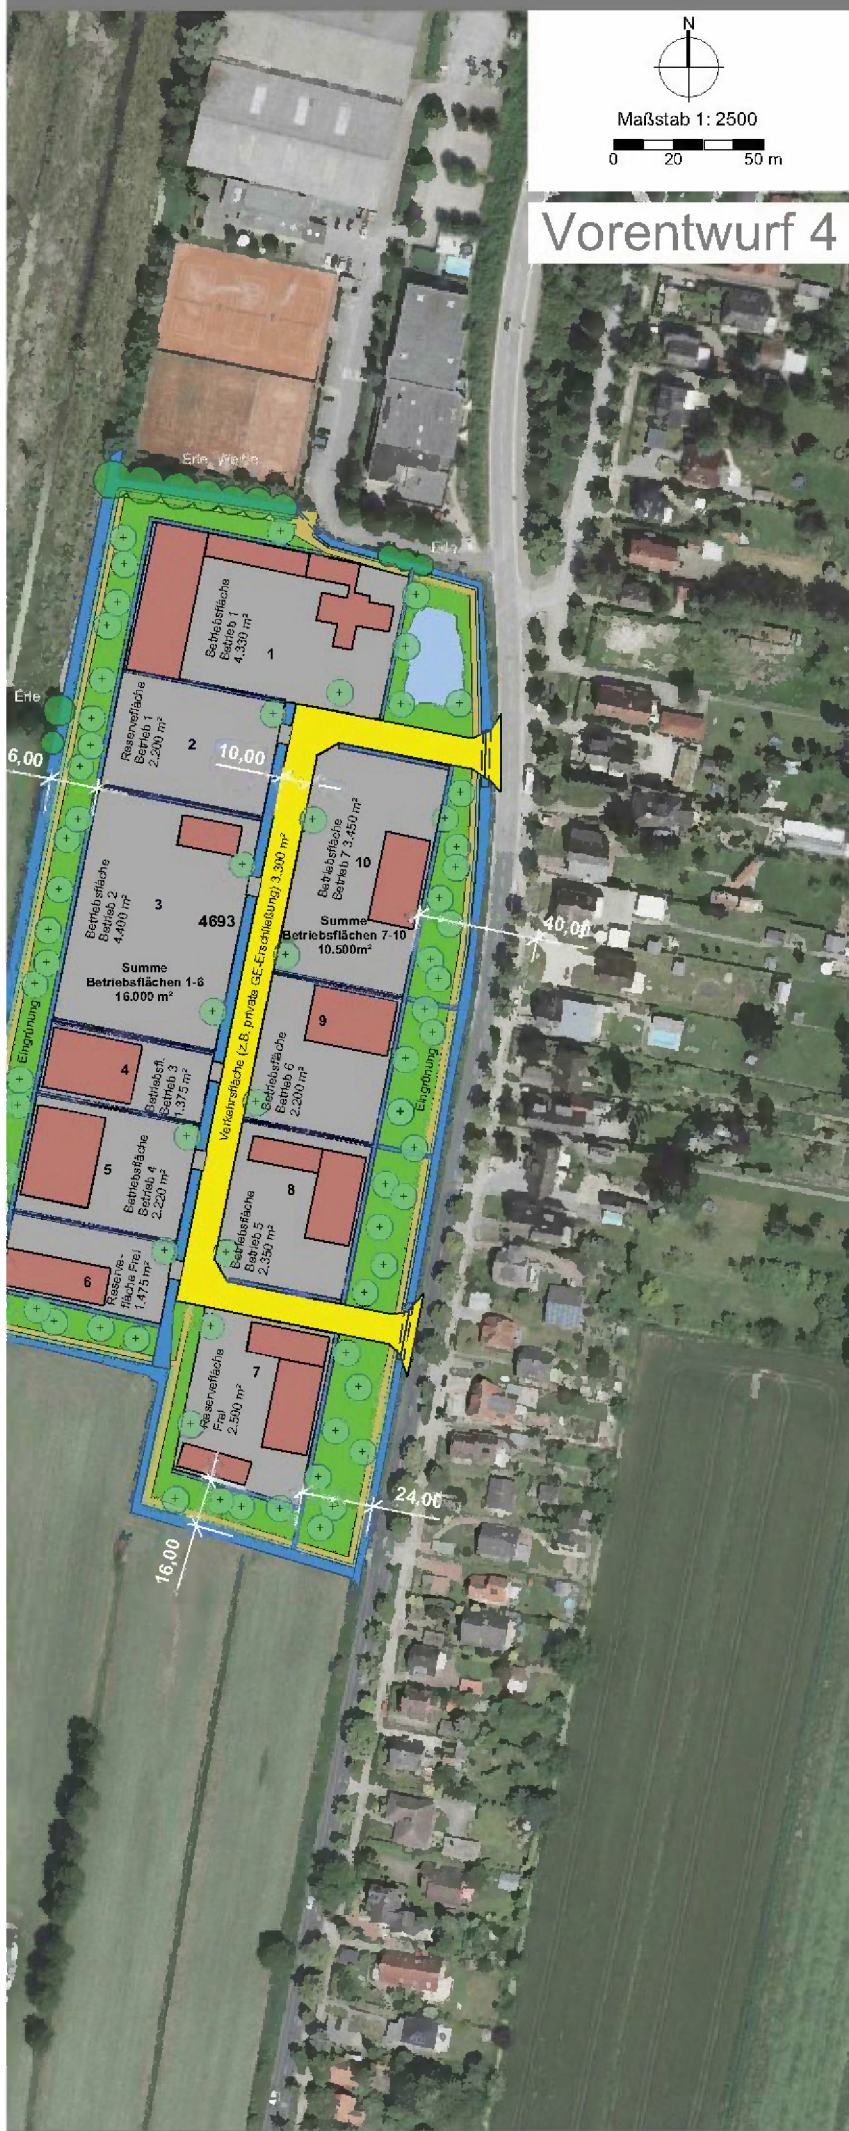 N
Maßstab 1: 2500
0 20 50 m
Vorentwurf 4
Erle, Weide
Erle
Betriebsfläche
Betrieb 1
4.330 m²
1
Erle
Reservefläche
Betrieb 1
2.200 m²
2
6,00
10,00
Betriebsfläche
Betrieb 2
4.400 m²
3
4693
Summe
Betriebsflächen 1-6
16.000 m²
Betriebsfläche
Betrieb 7 3.450 m²
10
Summe
Betriebsflächen 7-10
10.500m²
40,00
Verkehrsfläche (z.B. private GE-Erschließung) 3.300 m²
Eingrünung
4
Betriebsfl.
Betrieb 3
1.375 m²
9
Betriebsfläche
Betrieb 6
2.200 m²
Eingrünung
5
Betriebsfläche
Betrieb 4
2.220 m²
8
Betriebsfläche
Betrieb 5
2.350 m²
6
Reserve-
fläche Frei
1.475 m²
7
Reservefläche
Frei
2.500 m²
24,00
16,00